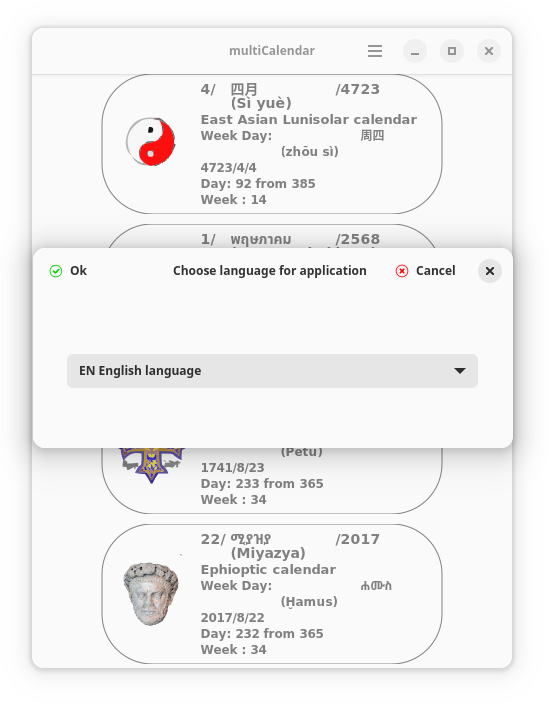 multiCalendar
4/ 四月 /4723
(Sì yuè)
East Asian Lunisolar calendar
Week Day: 周四
(zhōu sì)
4723/4/4
Day: 92 from 385
Week : 14
1/ พฤษภาคม /2568
Ok Choose language for application Cancel
EN English language
(Petu)
1741/8/23
Day: 233 from 365
Week : 34
22/ ሚያዝያ /2017
(Miyazya)
Ephioptic calendar
Week Day: ሐሙስ
(Ḥamus)
2017/8/22
Day: 232 from 365
Week : 34